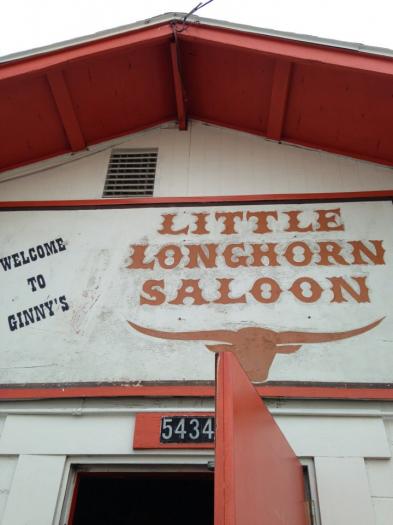 WELCOME
TO
GINNY'S
LITTLE
LONGHORN
SALOON
5434